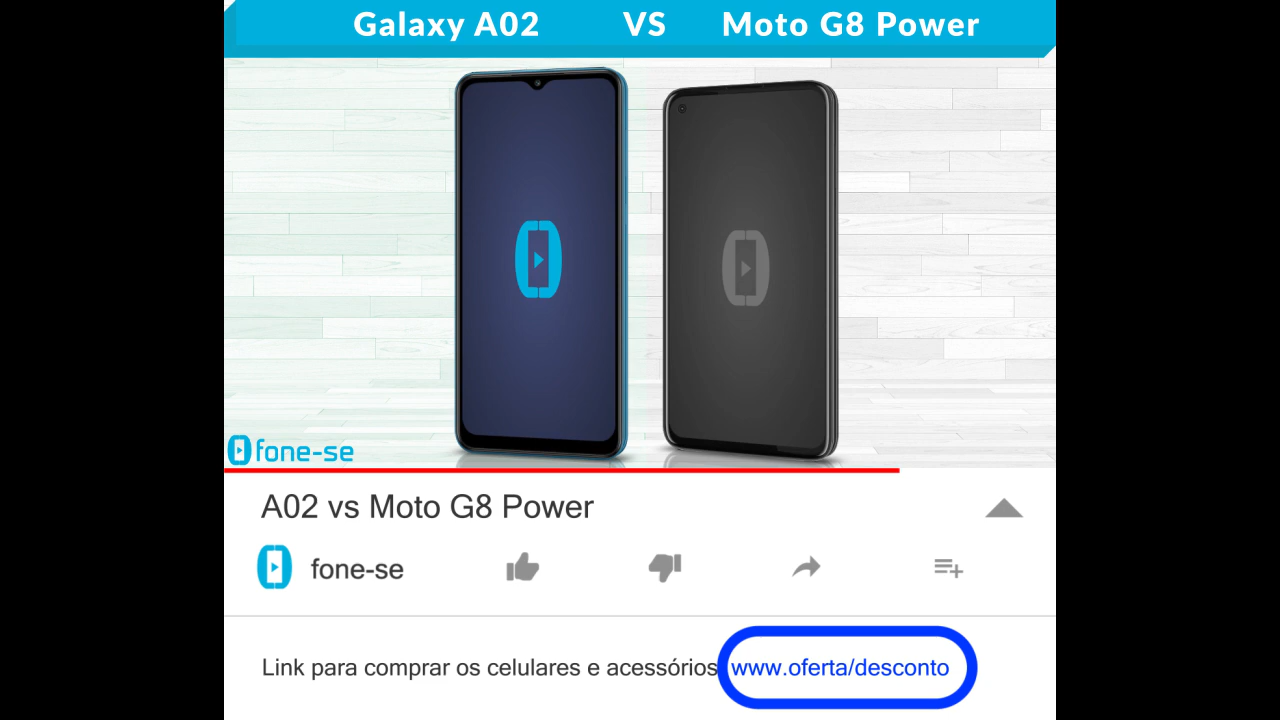 Galaxy A02 VS Moto G8 Power
fone-se
A02 vs Moto G8 Power
fone-se
Link para comprar os celulares e acessórios www.oferta/desconto